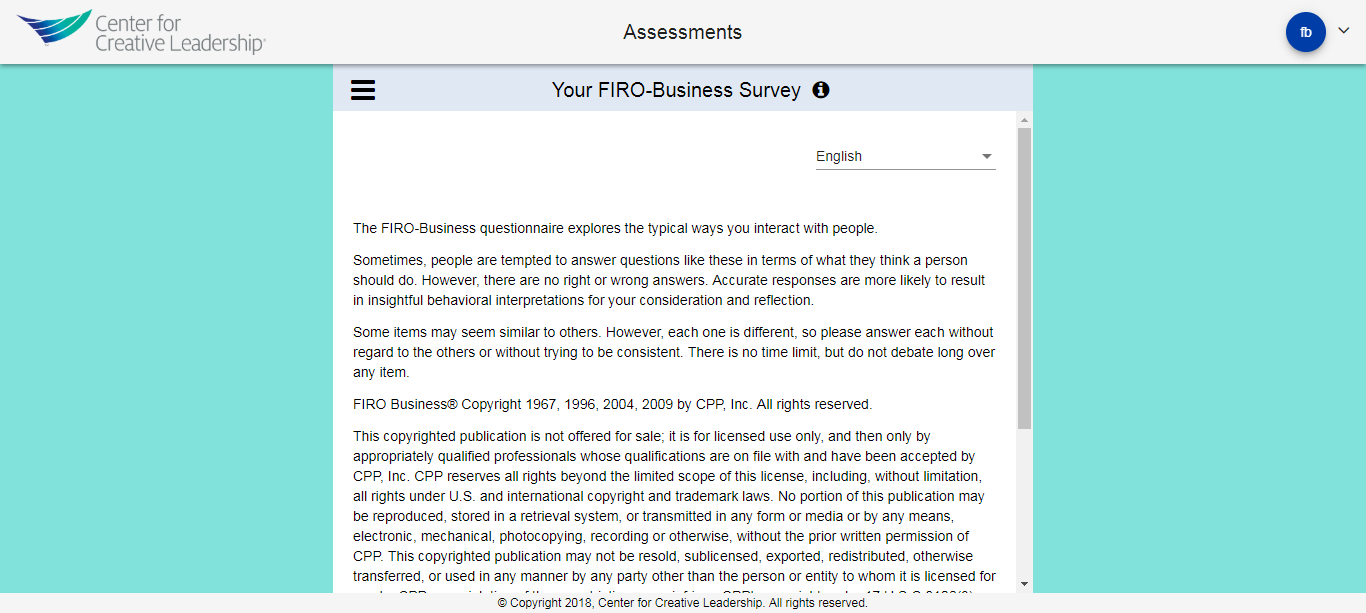 Center for
Creative Leadership®
Assessments
fb
Your FIRO-Business Survey
English
The FIRO-Business questionnaire explores the typical ways you interact with people.
Sometimes, people are tempted to answer questions like these in terms of what they think a person
should do. However, there are no right or wrong answers. Accurate responses are more likely to result
in insightful behavioral interpretations for your consideration and reflection.
Some items may seem similar to others. However, each one is different, so please answer each without
regard to the others or without trying to be consistent. There is no time limit, but do not debate long over
any item.
FIRO Business® Copyright 1967, 1996, 2004, 2009 by CPP, Inc. All rights reserved.
This copyrighted publication is not offered for sale; it is for licensed use only, and then only by
appropriately qualified professionals whose qualifications are on file with and have been accepted by
CPP, Inc. CPP reserves all rights beyond the limited scope of this license, including, without limitation,
all rights under U.S. and international copyright and trademark laws. No portion of this publication may
be reproduced, stored in a retrieval system, or transmitted in any form or media or by any means,
electronic, mechanical, photocopying, recording or otherwise, without the prior written permission of
CPP. This copyrighted publication may not be resold, sublicensed, exported, redistributed, otherwise
transferred, or used in any manner by any party other than the person or entity to whom it is licensed for
© Copyright 2018, Center for Creative Leadership. All rights reserved.